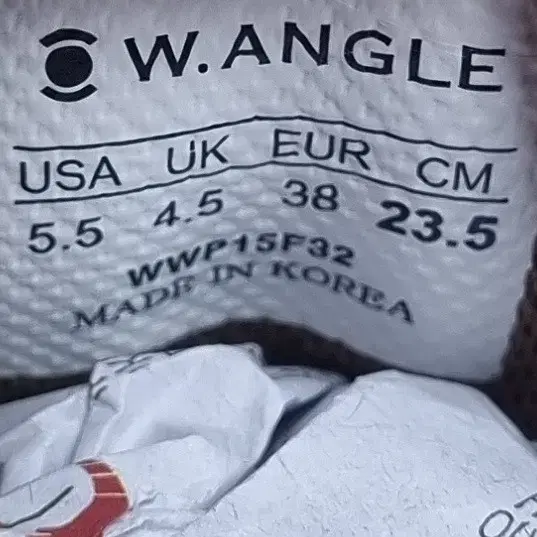 W.ANGLE
USA UK EUR CM
5.5 4.5 38 23.5
WWP15F32
MADE IN KOREA